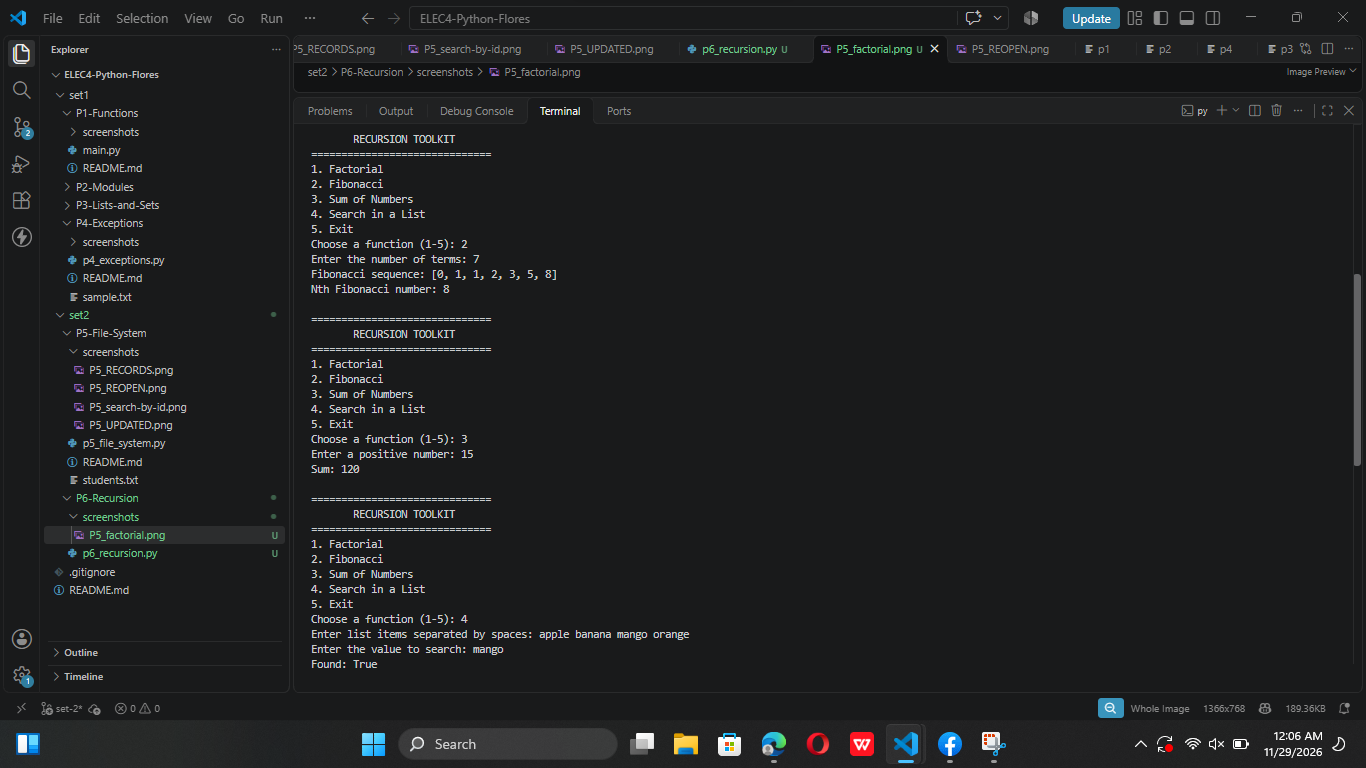 File Edit Selection View Go Run ··· ELEC4-Python-Flores Update
Explorer ···
P5_RECORDS.png P5_search-by-id.png P5_UPDATED.png p6_recursion.py U P5_factorial.png U P5_REOPEN.png p1 p2 p4 p3
set2 > P6-Recursion > screenshots > P5_factorial.png Image Preview
ELEC4-Python-Flores
set1
P1-Functions
screenshots
main.py
README.md
P2-Modules
P3-Lists-and-Sets
P4-Exceptions
screenshots
p4_exceptions.py
README.md
sample.txt
set2
P5-File-System
screenshots
P5_RECORDS.png
P5_REOPEN.png
P5_search-by-id.png
P5_UPDATED.png
p5_file_system.py
README.md
students.txt
P6-Recursion
screenshots
P5_factorial.png U
p6_recursion.py U
.gitignore
README.md
Outline
Timeline
Problems Output Debug Console Terminal Ports py
RECURSION TOOLKIT
==============================
1. Factorial
2. Fibonacci
3. Sum of Numbers
4. Search in a List
5. Exit
Choose a function (1-5): 2
Enter the number of terms: 7
Fibonacci sequence: [0, 1, 1, 2, 3, 5, 8]
Nth Fibonacci number: 8
==============================
RECURSION TOOLKIT
==============================
1. Factorial
2. Fibonacci
3. Sum of Numbers
4. Search in a List
5. Exit
Choose a function (1-5): 3
Enter a positive number: 15
Sum: 120
==============================
RECURSION TOOLKIT
==============================
1. Factorial
2. Fibonacci
3. Sum of Numbers
4. Search in a List
5. Exit
Choose a function (1-5): 4
Enter list items separated by spaces: apple banana mango orange
Enter the value to search: mango
Found: True
2
1
set-2* 0 0 Whole Image 1366x768 189.36KB
Search
12:06 AM
11/29/2026